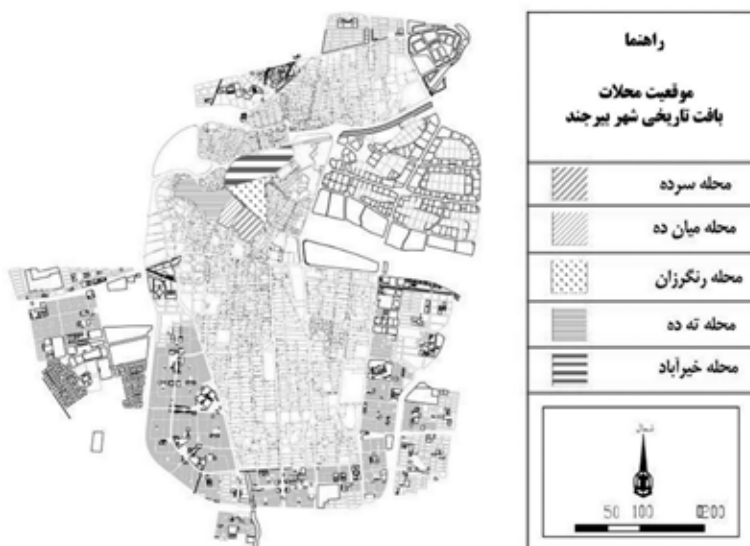 راهنما
موقعیت محلات
بافت تاریخی شهر بیرجند
محله سرده
محله میان ده
محله رنگرزان
محله ته ده
محله خیرآباد
شمال
50 100 200